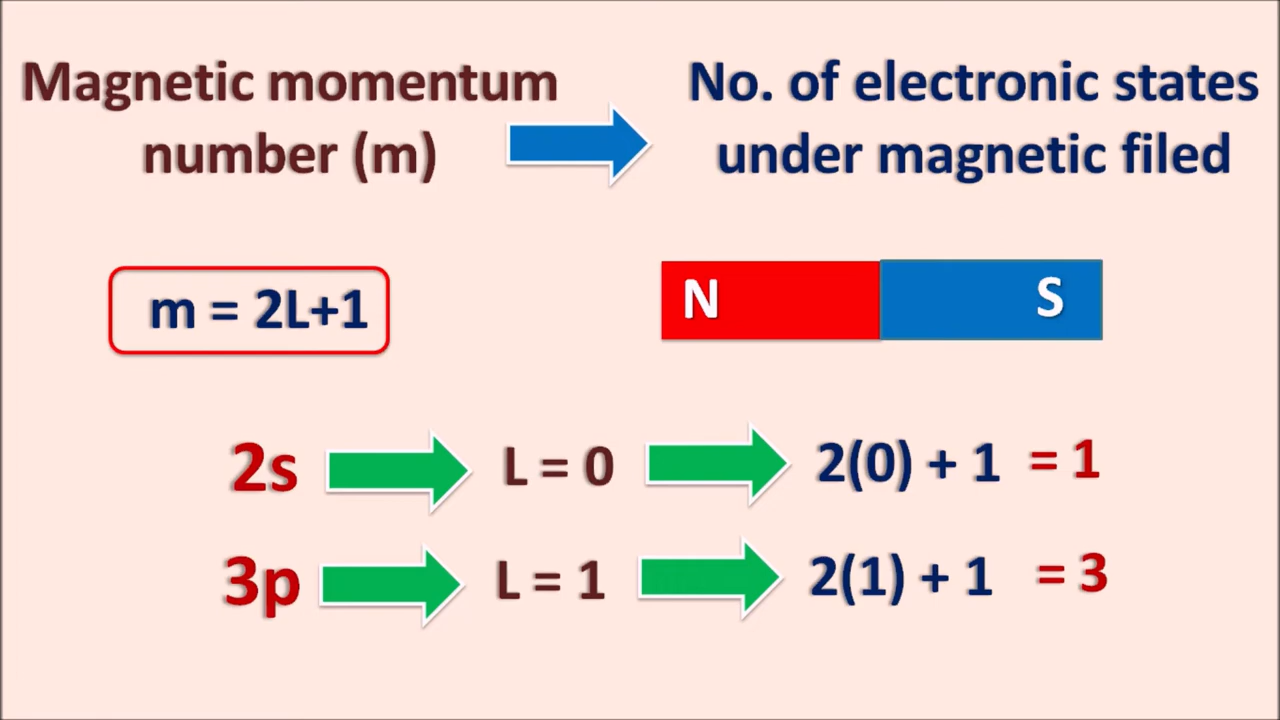 Magnetic momentum
number (m)
No. of electronic states
under magnetic filed
m = 2L+1
N S
2s L = 0 2(0) + 1 = 1
3p L = 1 2(1) + 1 = 3